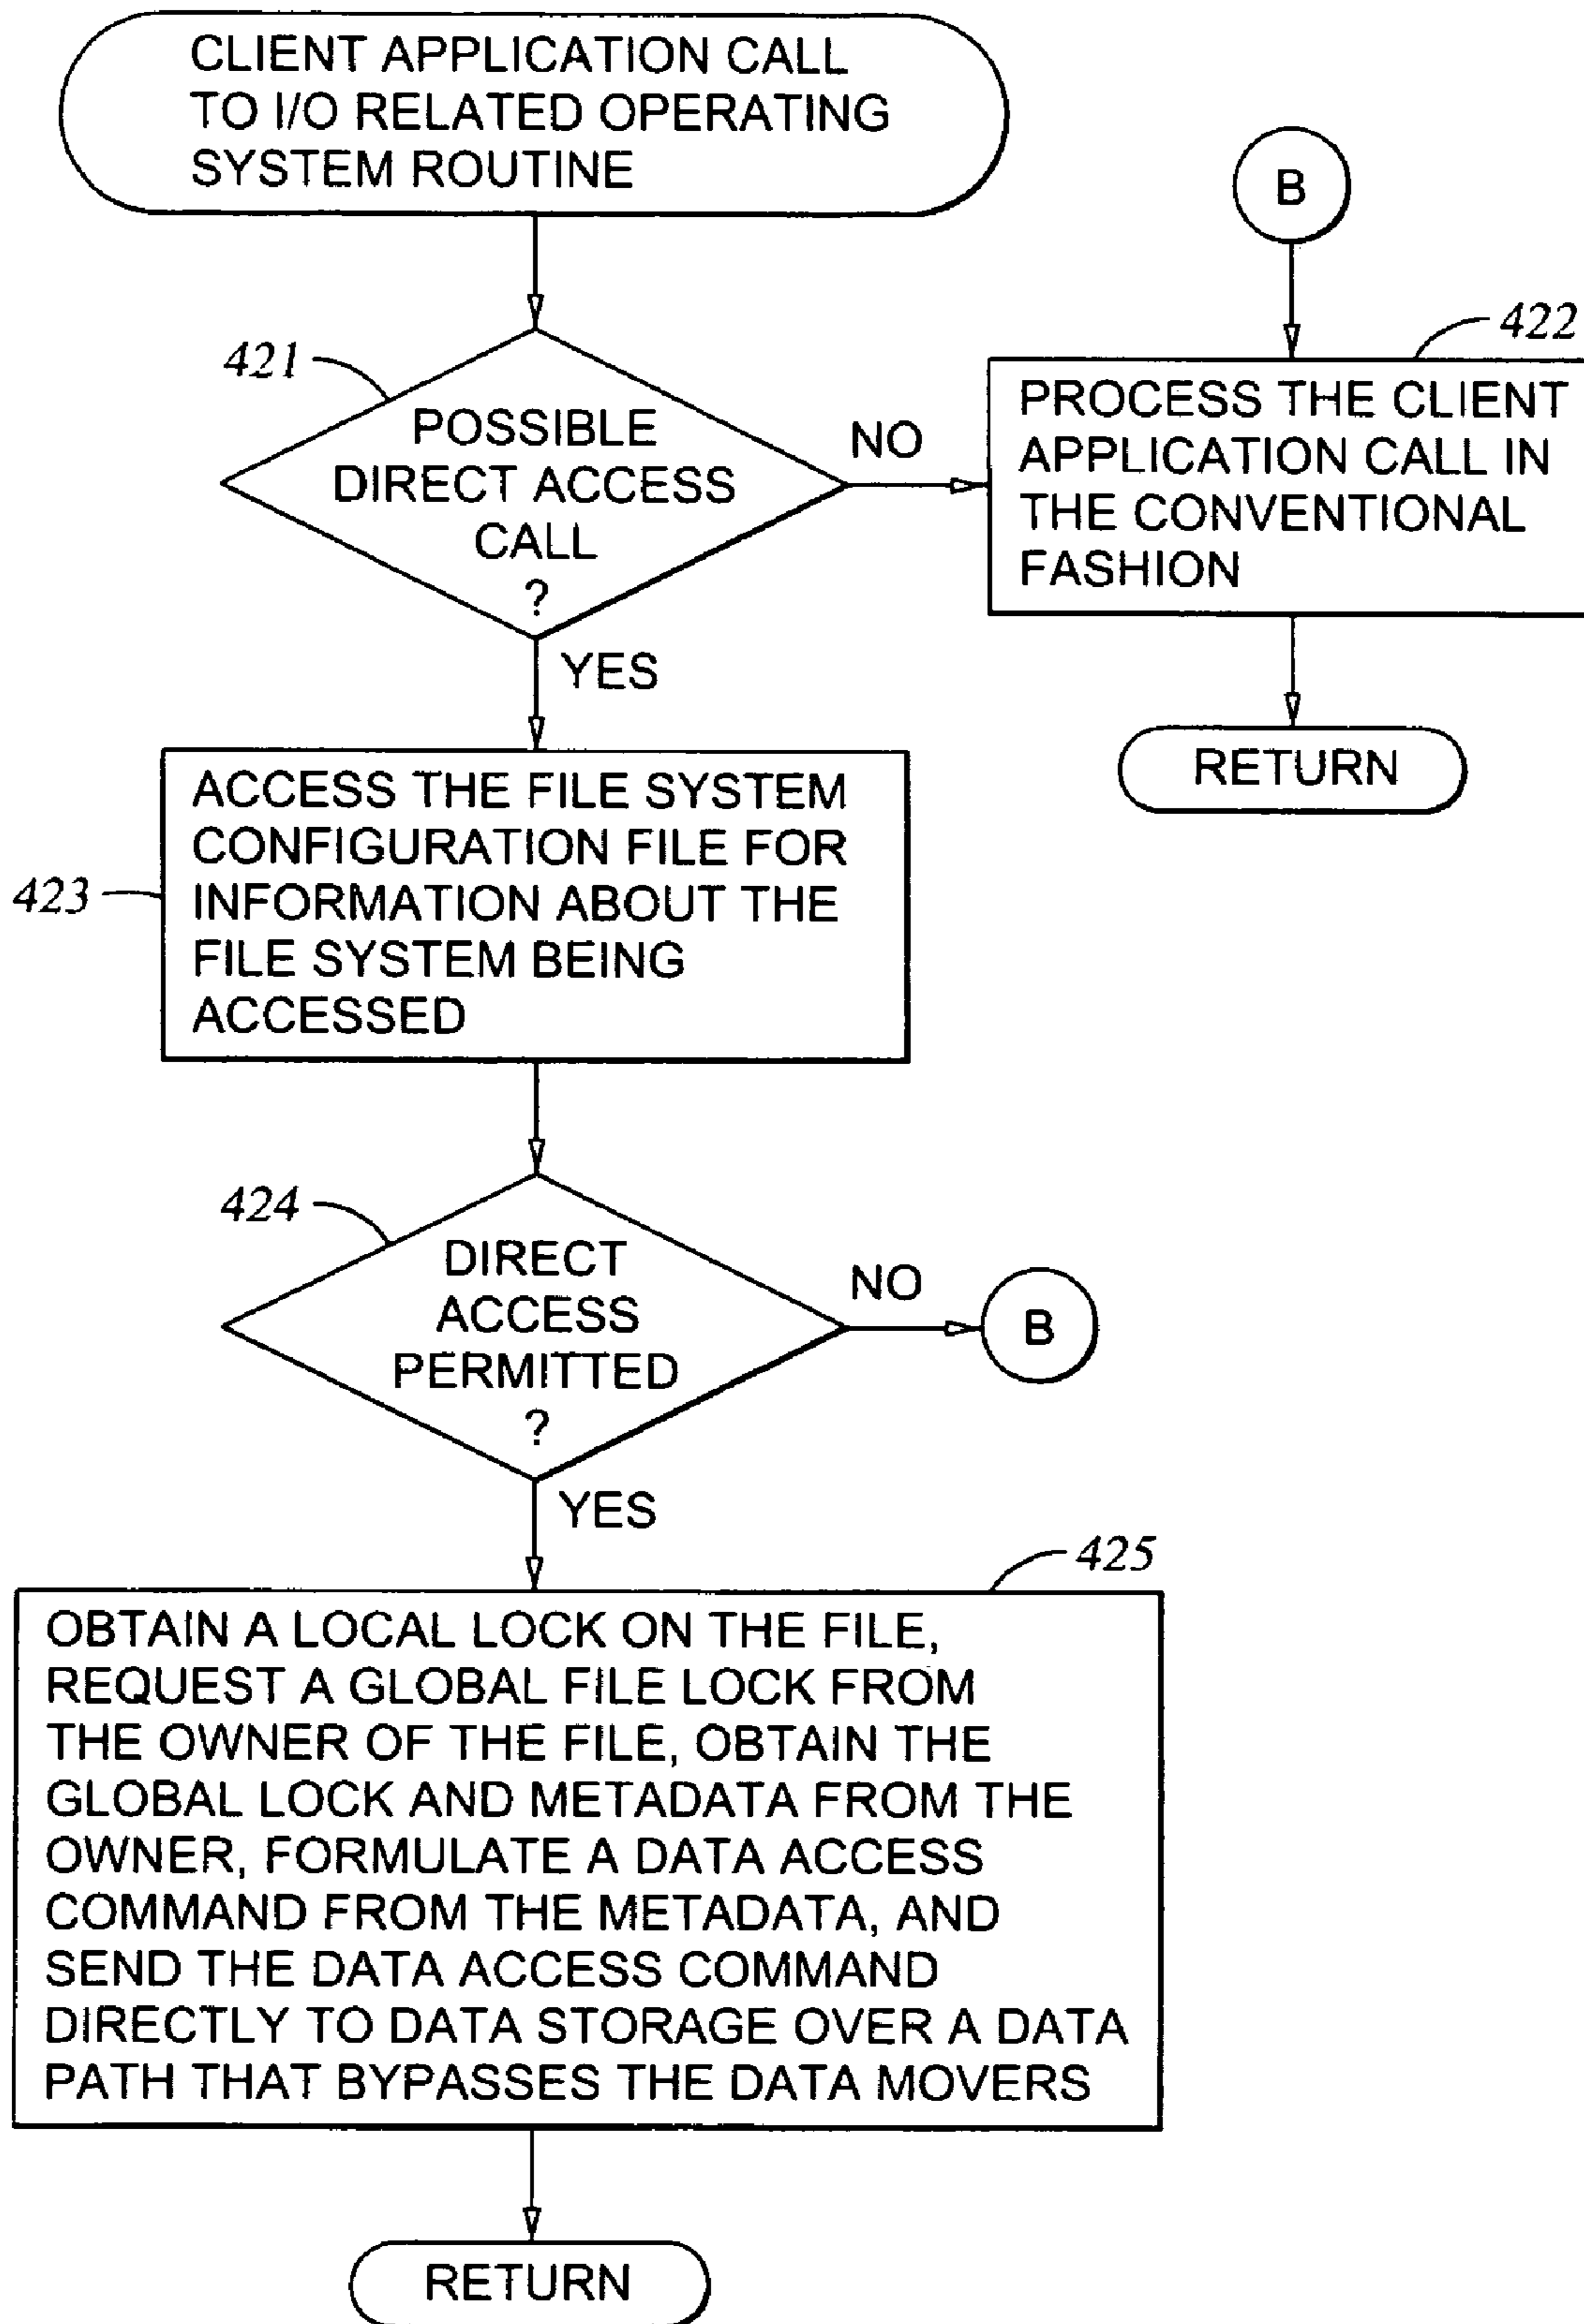 CLIENT APPLICATION CALL
TO I/O RELATED OPERATING
SYSTEM ROUTINE
B
421
422
POSSIBLE
DIRECT ACCESS
CALL
?
NO
PROCESS THE CLIENT
APPLICATION CALL IN
THE CONVENTIONAL
FASHION
YES
RETURN
423
ACCESS THE FILE SYSTEM
CONFIGURATION FILE FOR
INFORMATION ABOUT THE
FILE SYSTEM BEING
ACCESSED
424
DIRECT
ACCESS
PERMITTED
?
NO
B
YES
425
OBTAIN A LOCAL LOCK ON THE FILE,
REQUEST A GLOBAL FILE LOCK FROM
THE OWNER OF THE FILE, OBTAIN THE
GLOBAL LOCK AND METADATA FROM THE
OWNER, FORMULATE A DATA ACCESS
COMMAND FROM THE METADATA, AND
SEND THE DATA ACCESS COMMAND
DIRECTLY TO DATA STORAGE OVER A DATA
PATH THAT BYPASSES THE DATA MOVERS
RETURN